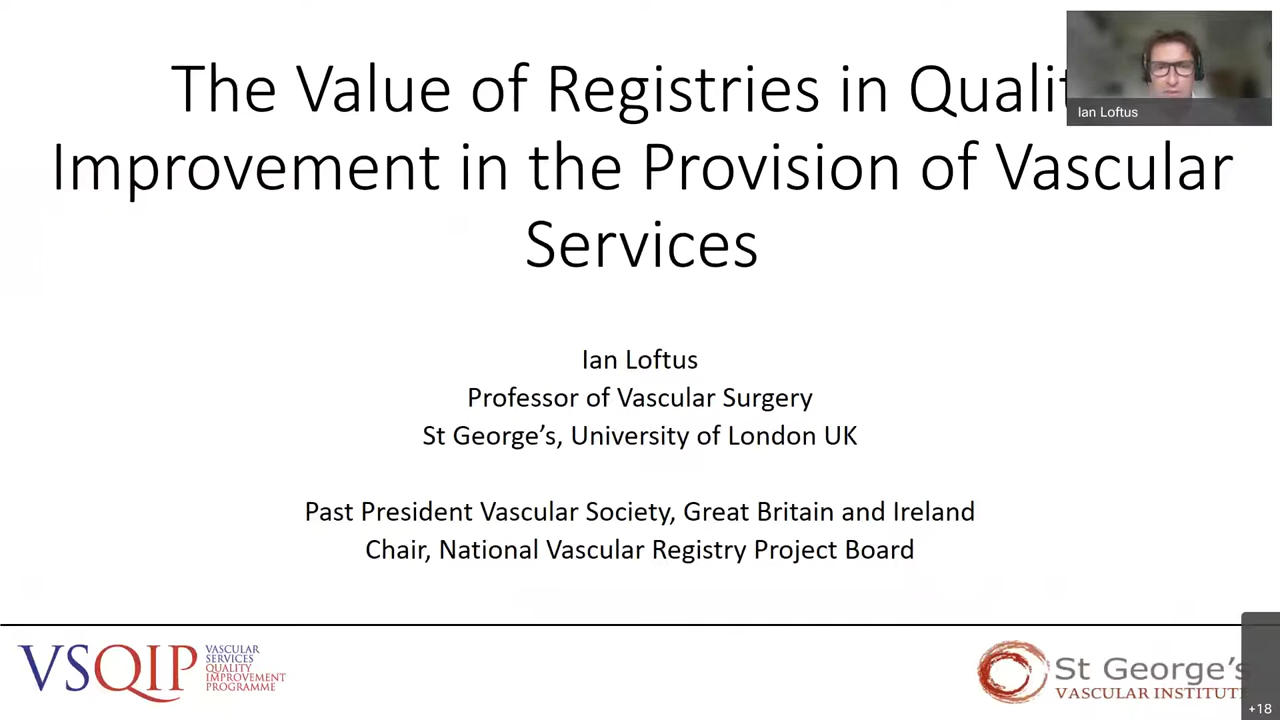 The Value of Registries in Qualit
Improvement in the Provision of Vascular
Services
Ian Loftus
Ian Loftus
Professor of Vascular Surgery
St George’s, University of London UK
Past President Vascular Society, Great Britain and Ireland
Chair, National Vascular Registry Project Board
VSQIP
VASCULAR
SERVICES
QUALITY
IMPROVEMENT
PROGRAMME
St George's
VASCULAR INSTITUTE
+18